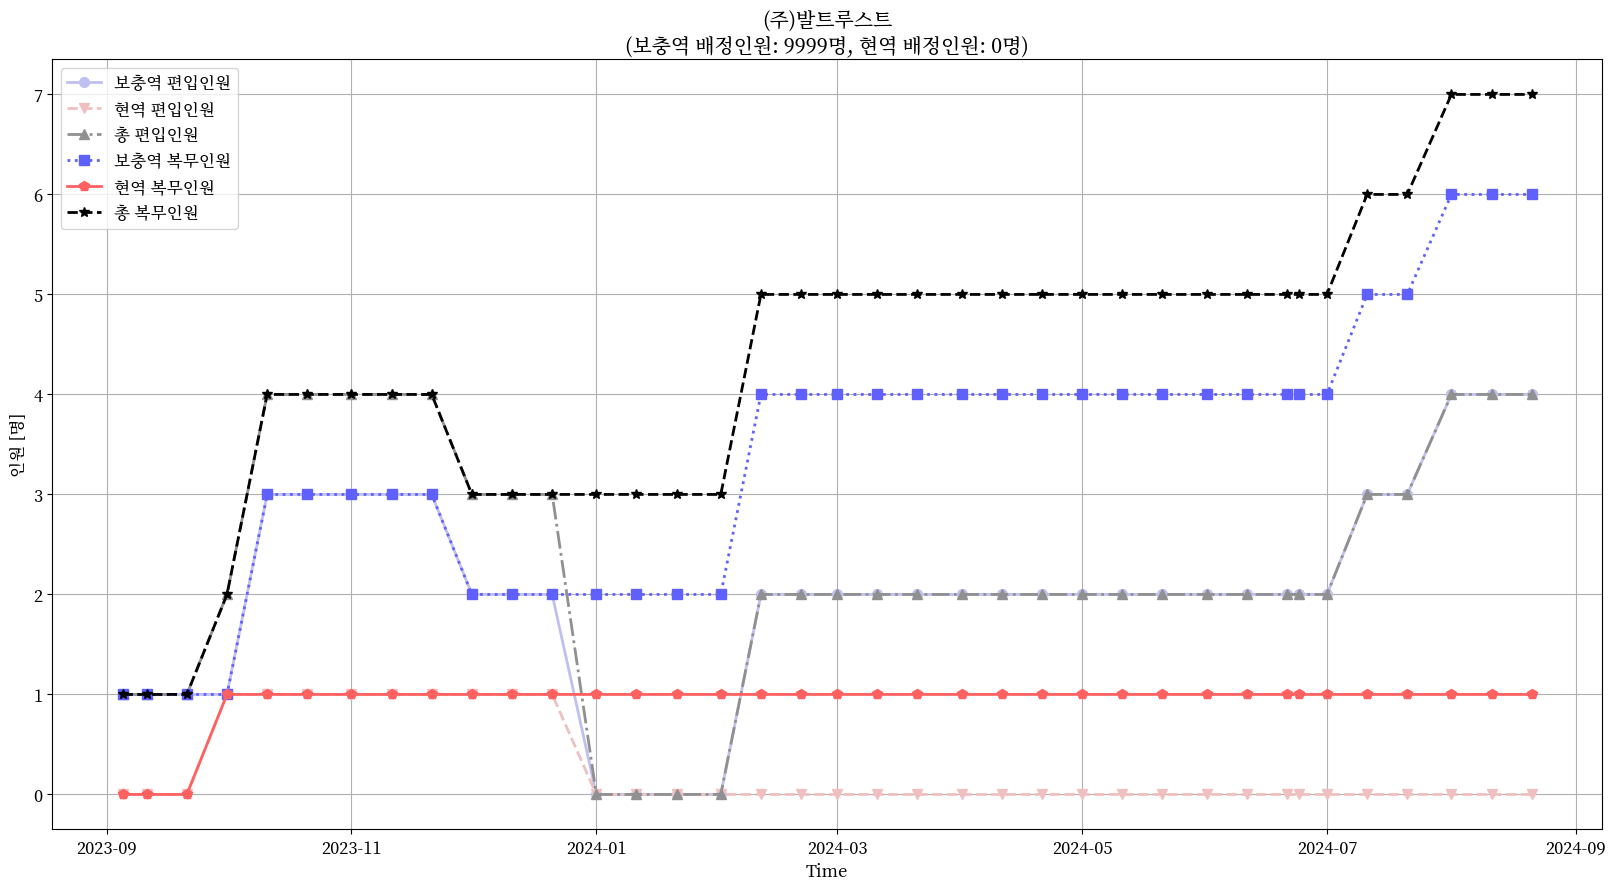 (주)발트루스트
(보충역 배정인원: 9999명, 현역 배정인원: 0명)
보충역 편입인원
현역 편입인원
총 편입인원
보충역 복무인원
현역 복무인원
총 복무인원
7
6
5
4
3
2
1
0
인원 [명]
2023-09
2023-11
2024-01
2024-03
2024-05
2024-07
2024-09
Time